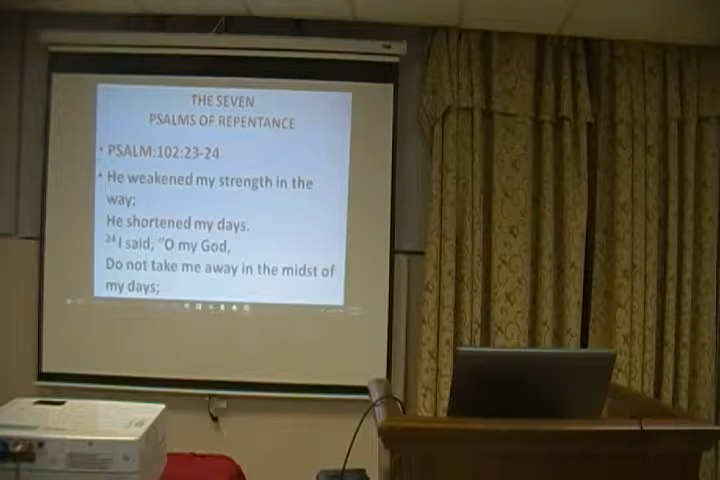 THE SEVEN
PSALMS OF REPENTANCE
• PSALM:102:23-24
• He weakened my strength in the
way;
He shortened my days.
24 I said, "O my God,
Do not take me away in the midst of
my days;